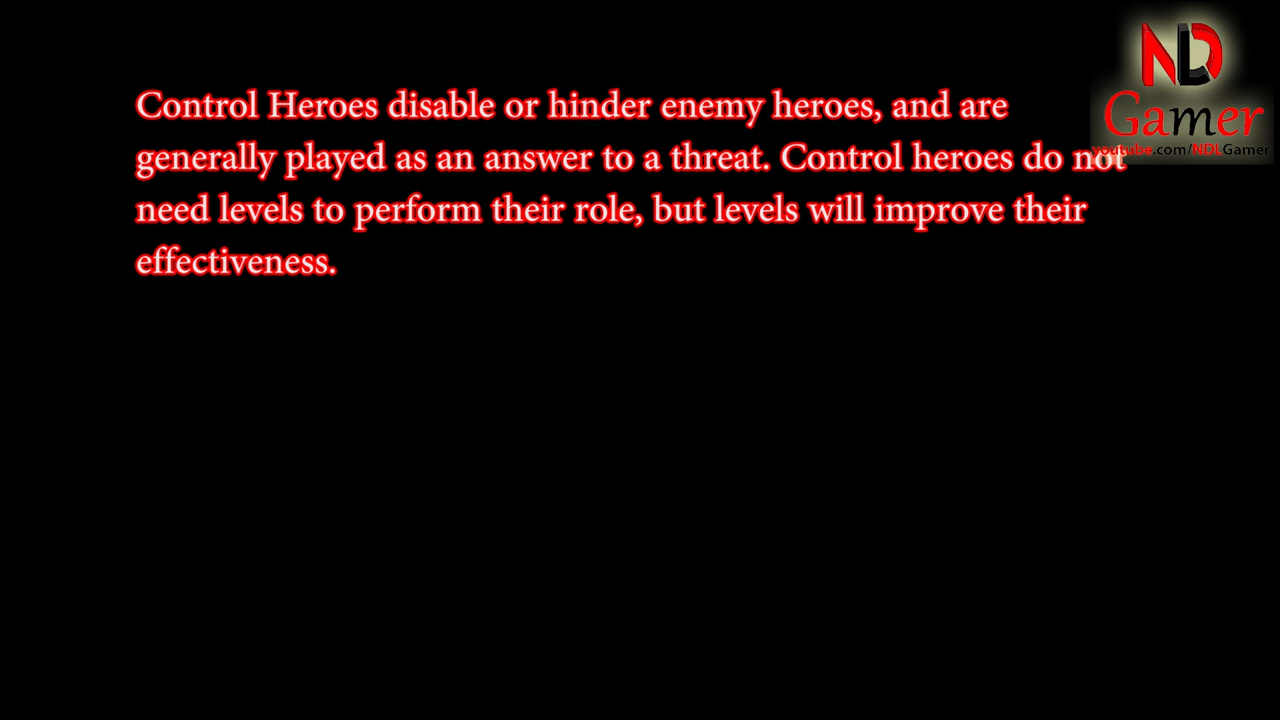 NDL
Gamer
youtube.com/NDLGamer
Control Heroes disable or hinder enemy heroes, and are
generally played as an answer to a threat. Control heroes do not
need levels to perform their role, but levels will improve their
effectiveness.